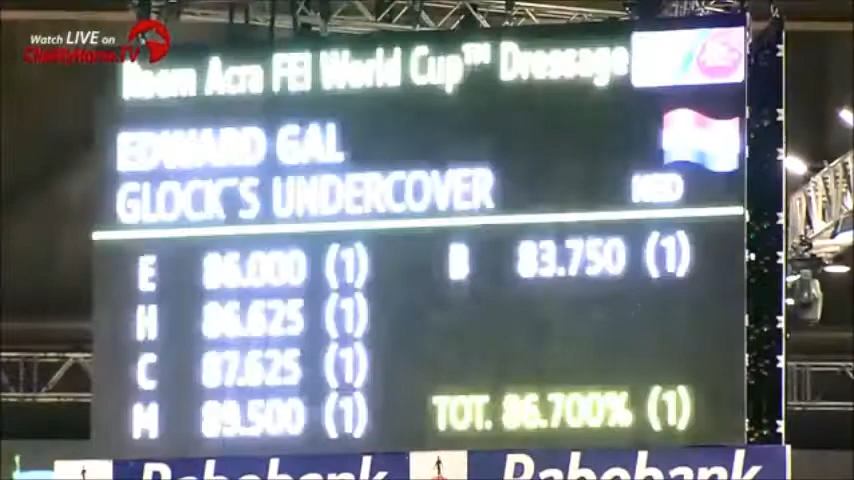 Watch LIVE on
ClipMyHorse.TV
Reem Acra FEI World Cup™ Dressage
EDWARD GAL
GLOCK'S UNDERCOVER NED
E 86.000 (1) B 83.750 (1)
H 86.625 (1)
C 87.625 (1)
M 89.500 (1) TOT. 86.700% (1)
Rabobank Rabobank